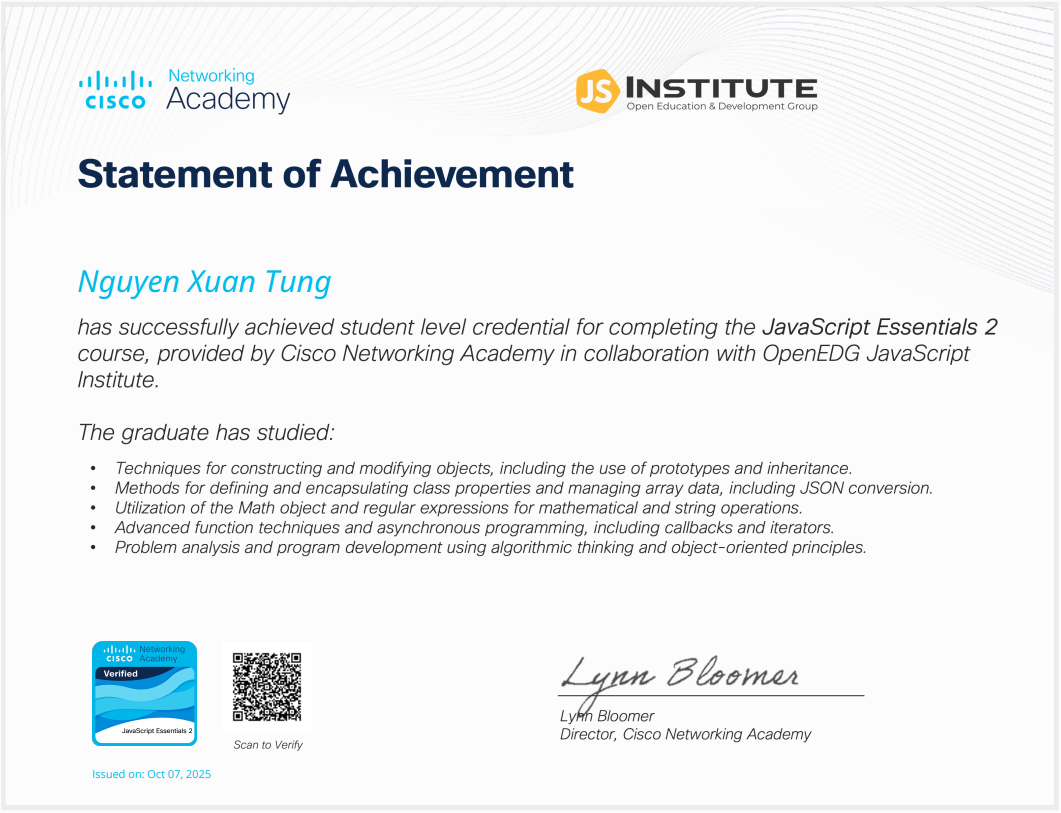 CISCO Networking Academy
JS INSTITUTE
Open Education & Development Group
Statement of Achievement
Nguyen Xuan Tung
has successfully achieved student level credential for completing the JavaScript Essentials 2
course, provided by Cisco Networking Academy in collaboration with OpenEDG JavaScript
Institute.
The graduate has studied:
• Techniques for constructing and modifying objects, including the use of prototypes and inheritance.
• Methods for defining and encapsulating class properties and managing array data, including JSON conversion.
• Utilization of the Math object and regular expressions for mathematical and string operations.
• Advanced function techniques and asynchronous programming, including callbacks and iterators.
• Problem analysis and program development using algorithmic thinking and object-oriented principles.
CISCO Networking Academy
Verified
JavaScript Essentials 2
Scan to Verify
Issued on: Oct 07, 2025
Lynn Bloomer
Lynn Bloomer
Director, Cisco Networking Academy